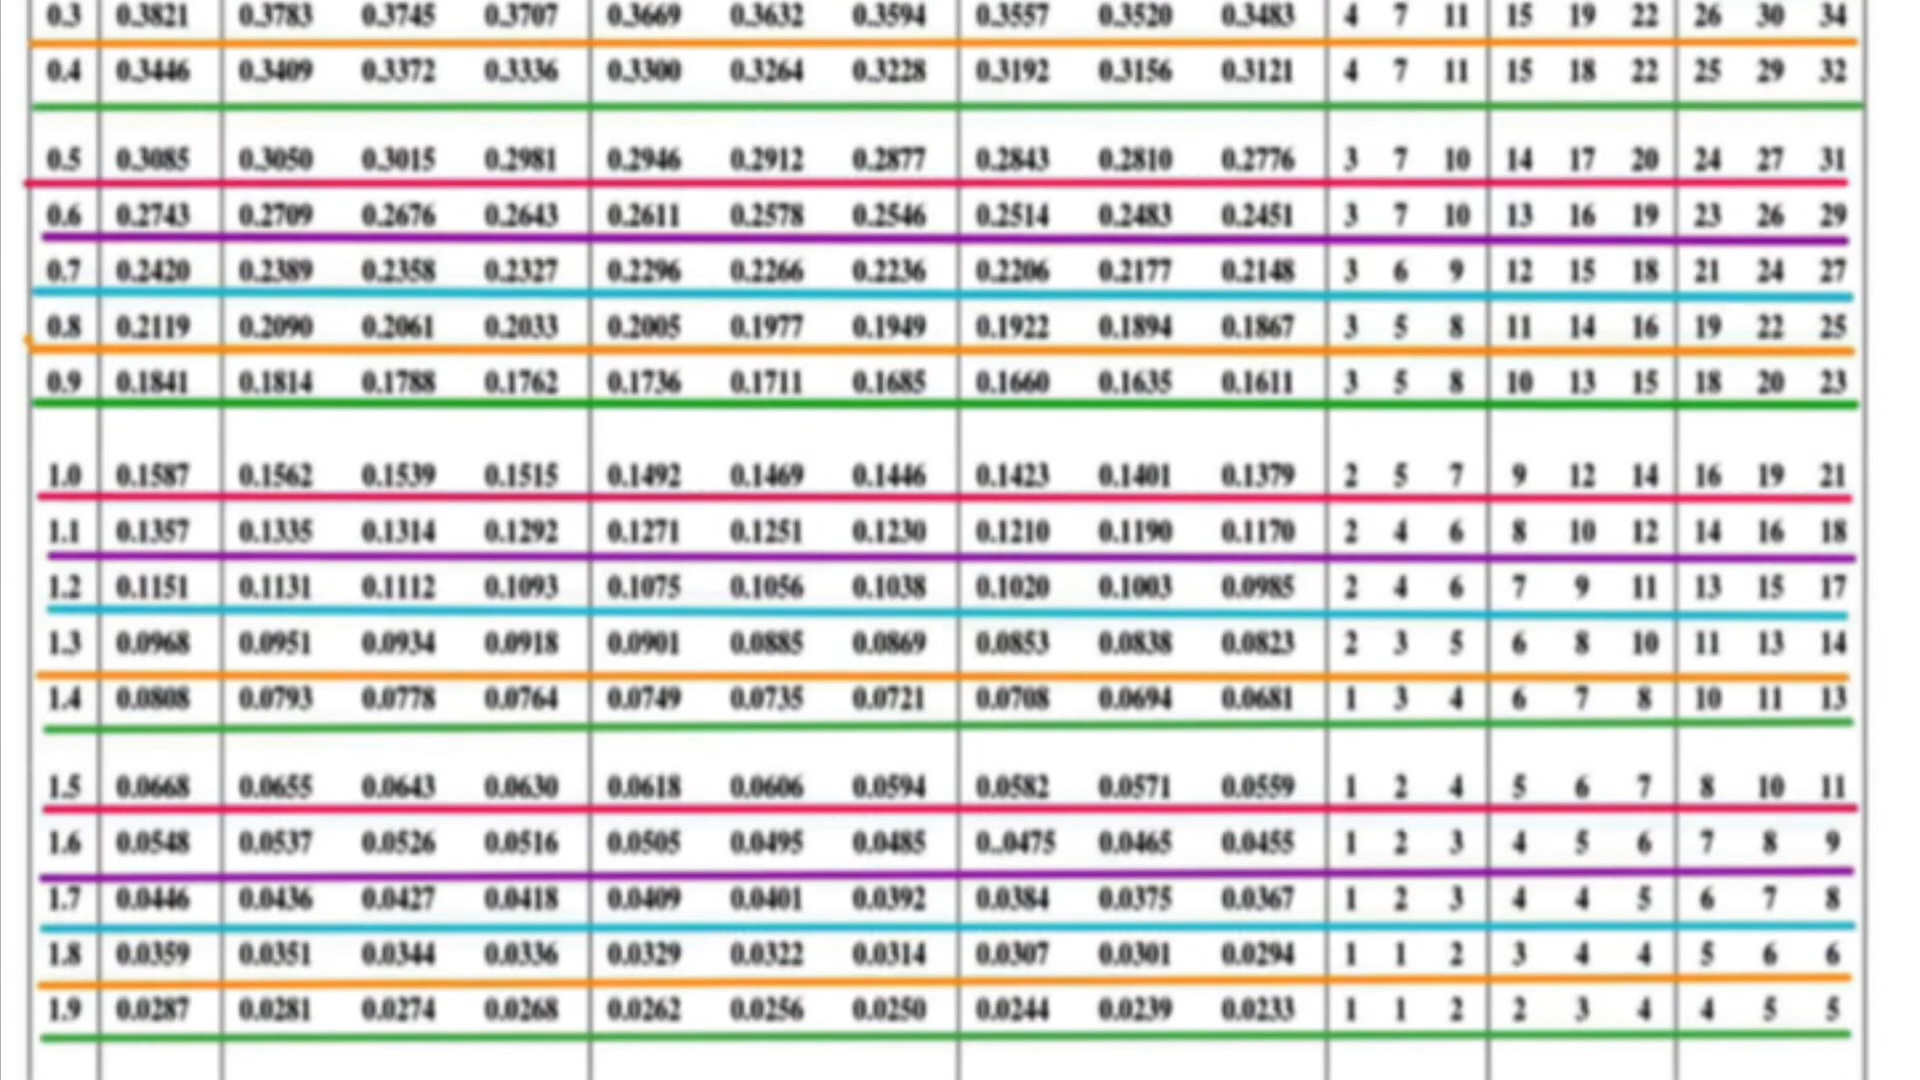 0.3 0.3821 0.3783 0.3745 0.3707 0.3669 0.3632 0.3594 0.3557 0.3520 0.3483 4 7 11 15 19 22 26 30 34
0.4 0.3446 0.3409 0.3372 0.3336 0.3300 0.3264 0.3228 0.3192 0.3156 0.3121 4 7 11 15 18 22 25 29 32
0.5 0.3085 0.3050 0.3015 0.2981 0.2946 0.2912 0.2877 0.2843 0.2810 0.2776 3 7 10 14 17 20 24 27 31
0.6 0.2743 0.2709 0.2676 0.2643 0.2611 0.2578 0.2546 0.2514 0.2483 0.2451 3 7 10 13 16 19 23 26 29
0.7 0.2420 0.2389 0.2358 0.2327 0.2296 0.2266 0.2236 0.2206 0.2177 0.2148 3 6 9 12 15 18 21 24 27
0.8 0.2119 0.2090 0.2061 0.2033 0.2005 0.1977 0.1949 0.1922 0.1894 0.1867 3 5 8 11 14 16 19 22 25
0.9 0.1841 0.1814 0.1788 0.1762 0.1736 0.1711 0.1685 0.1660 0.1635 0.1611 3 5 8 10 13 15 18 20 23
1.0 0.1587 0.1562 0.1539 0.1515 0.1492 0.1469 0.1446 0.1423 0.1401 0.1379 2 5 7 9 12 14 16 19 21
1.1 0.1357 0.1335 0.1314 0.1292 0.1271 0.1251 0.1230 0.1210 0.1190 0.1170 2 4 6 8 10 12 14 16 18
1.2 0.1151 0.1131 0.1112 0.1093 0.1075 0.1056 0.1038 0.1020 0.1003 0.0985 2 4 6 7 9 11 13 15 17
1.3 0.0968 0.0951 0.0934 0.0918 0.0901 0.0885 0.0869 0.0853 0.0838 0.0823 2 3 5 6 8 10 11 13 14
1.4 0.0808 0.0793 0.0778 0.0764 0.0749 0.0735 0.0721 0.0708 0.0694 0.0681 1 3 4 6 7 8 10 11 13
1.5 0.0668 0.0655 0.0643 0.0630 0.0618 0.0606 0.0594 0.0582 0.0571 0.0559 1 2 4 5 6 7 8 10 11
1.6 0.0548 0.0537 0.0526 0.0516 0.0505 0.0495 0.0485 0..0475 0.0465 0.0455 1 2 3 4 5 6 7 8 9
1.7 0.0446 0.0436 0.0427 0.0418 0.0409 0.0401 0.0392 0.0384 0.0375 0.0367 1 2 3 4 4 5 6 7 8
1.8 0.0359 0.0351 0.0344 0.0336 0.0329 0.0322 0.0314 0.0307 0.0301 0.0294 1 1 2 3 4 4 5 6 6
1.9 0.0287 0.0281 0.0274 0.0268 0.0262 0.0256 0.0250 0.0244 0.0239 0.0233 1 1 2 2 3 4 4 5 5